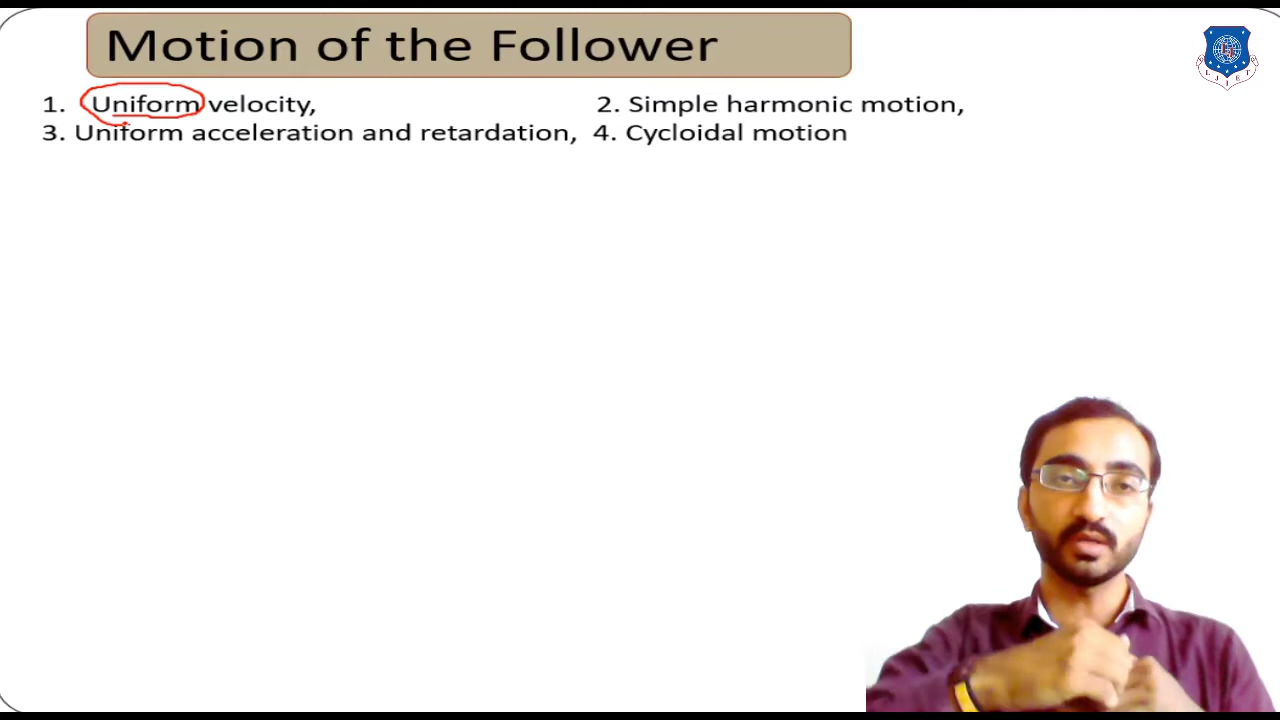 Motion of the Follower
1. Uniform velocity, 2. Simple harmonic motion,
3. Uniform acceleration and retardation, 4. Cycloidal motion
LJIET